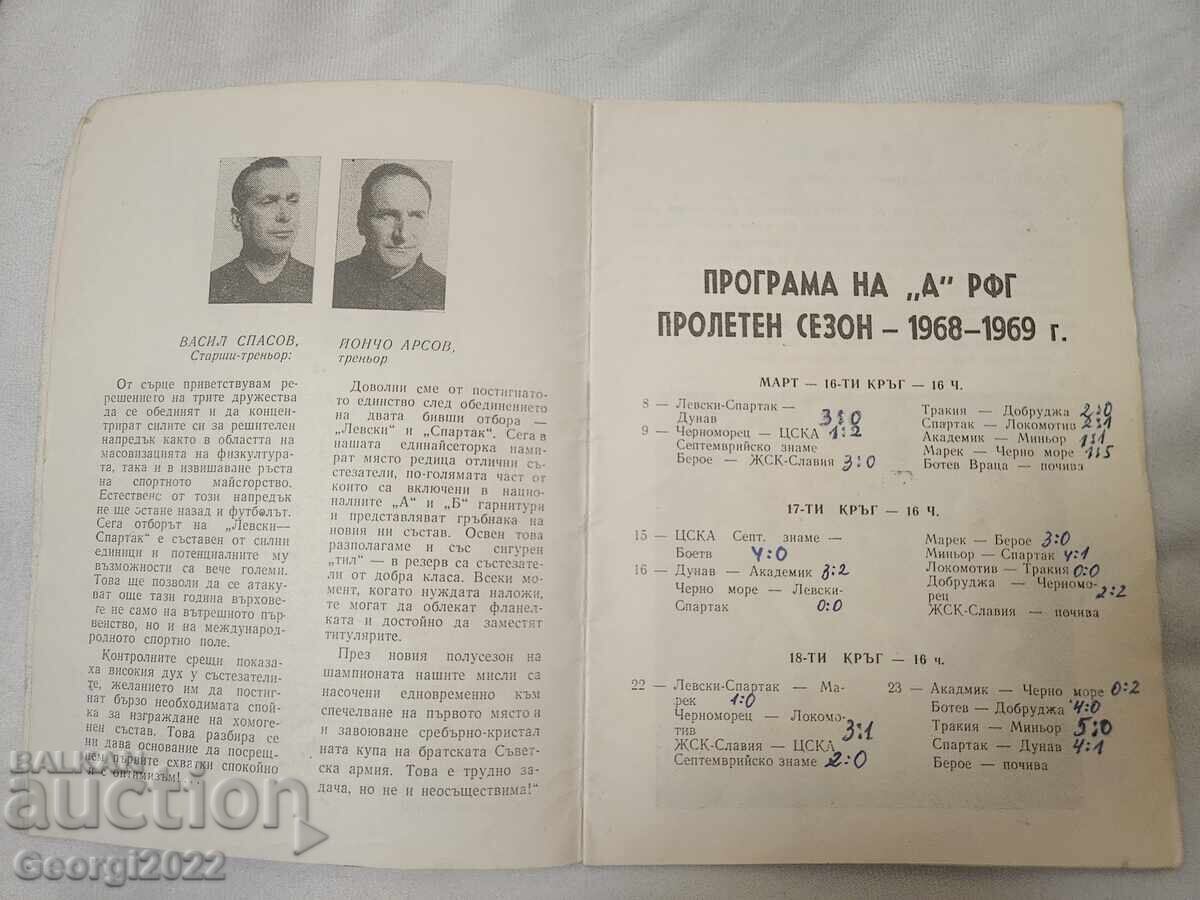 ВАСИЛ СПАСОВ,
Старши-треньор:
От сърце приветствувам ре-
решението на трите дружества
да се обединят и да концен-
трират силите си за решителен
напредък както в областта на
масовизацията на физкултура-
та, така и в извишаване ръста
на спортното майсторство.
Естественс от този напредък
не ще остане назад и футболът.
Сега отборът на „Левски—
Спартак“ е съставен от силни
единици и потенциалните му
възможности са вече големи.
Това ще позволи да се атаку-
ват още тази година върхове-
те не само на вътрешното пър-
венство, но и на международ-
родното спортно поле.
Контролните срещи показа-
ха високия дух у състезатели-
те, желанието им да постиг-
нат бързо необходимата спой-
ка за изграждане на хомоге-
нен състав. Това разбира се
ни дава основание да посрещ-
нем първите схватки спокойно
и с оптимизъм!
ЙОНЧО АРСОВ,
треньор
Доволни сме от постигнато-
то единство след обединението
на двата бивши отбора —
„Левски“ и „Спартак“. Сега в
нашата единайсеторка нами-
рат място редица отлични със-
тезатели, по-голямата част от
които са включени в нацио-
налните „А“ и „Б“ гарнитури
и представляват гръбнака на
новия ни състав. Освен това
разполагаме и със сигурен
„тил“ — в резерв са състезате-
ли от добра класа. Всеки мо-
мент, когато нуждата наложи,
те могат да облекат фланел-
ката и достойно да заместят
титулярите.
През новия полусезон на
шампионата нашите мисли са
насочени едновременно към
спечелване на първото място и
и завоюване сребърно-кристал
ната купа на братската Съвет-
ска армия. Това е трудно за-
дача, но не и неосъществима!“
ПРОГРАМА НА „А“ РФГ
ПРОЛЕТЕН СЕЗОН – 1968–1969 г.
МАРТ — 16-ТИ КРЪГ — 16 Ч.
8 — Левски-Спартак —
Дунав 3:0
9 — Черноморец — ЦСКА 1:2
Септемврийско знаме
Берое — ЖСК-Славия 3:0
Тракия — Добруджа 2:0
Спартак — Локомотив 2:1
Академик — Миньор 1:1
Марек — Черно море 1:5
Ботев Враца — почива
17-ТИ КРЪГ — 16 Ч.
15 — ЦСКА Септ. знаме —
Боетв 4:0
16 — Дунав — Академик 3:2
Черно море — Левски-
Спартак 0:0
Марек — Берое 3:0
Миньор — Спартак 4:1
Локомотив — Тракия 0:0
Добруджа — Черномо-
рец 2:2
ЖСК-Славия — почива
18-ТИ КРЪГ — 16 ч.
22 — Левски-Спартак — Ма-
рек 1:0
Черноморец — Локомо-
тив 3:1
ЖСК-Славия — ЦСКА
Септемврийско знаме 2:0
23 — Акадмик — Черно море 0:2
Ботев — Добруджа 4:0
Тракия — Миньор 5:0
Спартак — Дунав 4:1
Берое — почива
BALKAN
auction
Georgi2022